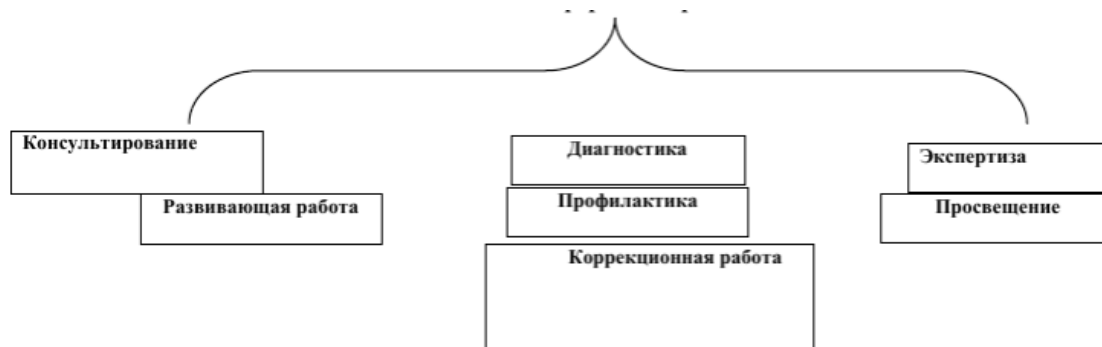 Консультирование
Диагностика
Экспертиза
Развивающая работа
Профилактика
Просвещение
Коррекционная работа